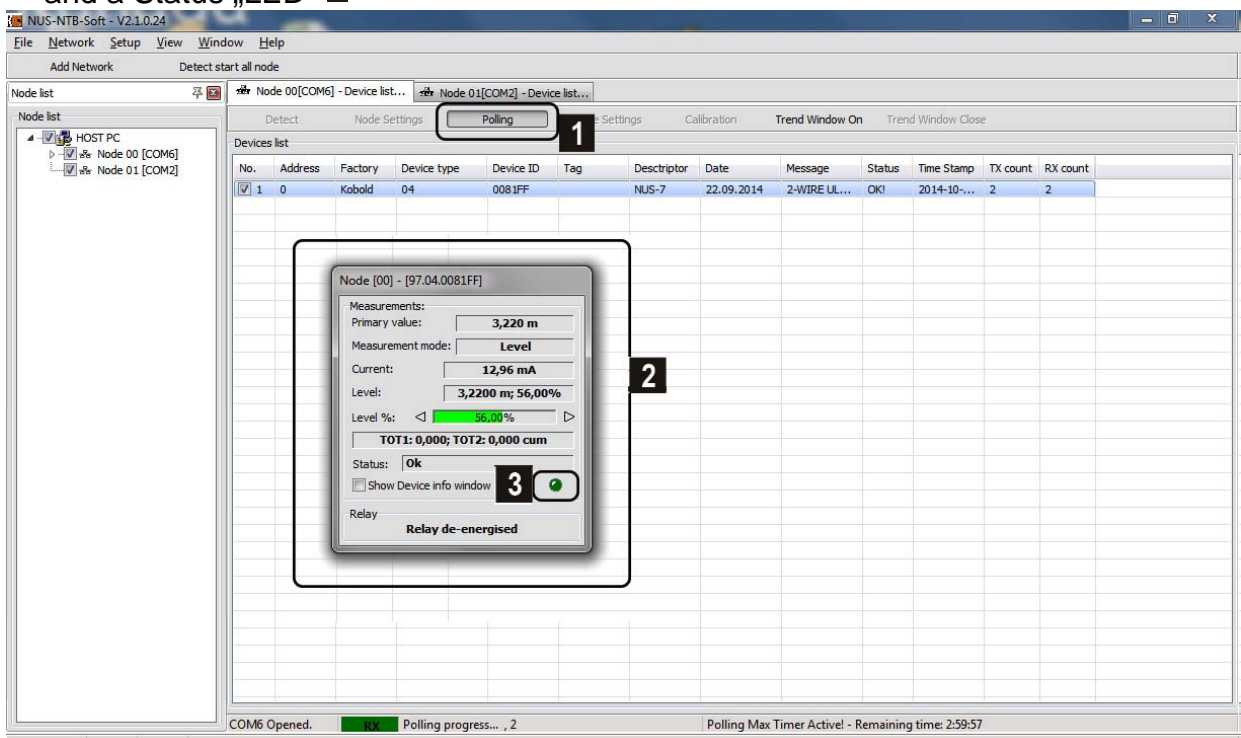 and a Status „LED"
NUS-NTB-Soft - V2.1.0.24
File Network Setup View Window Help
Add Network Detect start all node
Node list
Node 00[COM6] - Device list... Node 01[COM2] - Device list...
Node list
HOST PC
Node 00 [COM6]
Node 01 [COM2]
Detect Node Settings Polling 1 Settings Calibration Trend Window On Trend Window Close
Devices list
No. Address Factory Device type Device ID Tag Desctriptor Date Message Status Time Stamp TX count RX count
1 0 Kobold 04 0081FF NUS-7 22.09.2014 2-WIRE UL... OK! 2014-10-... 2 2
2
Node [00] - [97.04.0081FF]
Measurements:
Primary value: 3,220 m
Measurement mode: Level
Current: 12,96 mA
Level: 3,2200 m; 56,00%
Level %: 56,00%
TOT1: 0,000; TOT2: 0,000 cum
Status: Ok
Show Device info window 3
Relay
Relay de-energised
COM6 Opened. RX Polling progress... , 2 Polling Max Timer Active! - Remaining time: 2:59:57